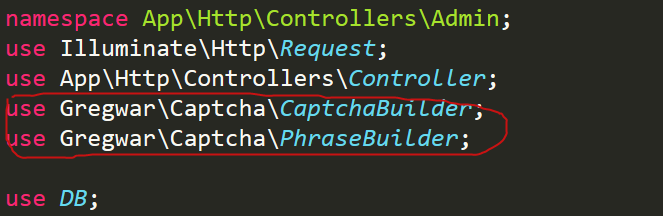 namespace App\Http\Controllers\Admin;
use Illuminate\Http\Request;
use App\Http\Controllers\Controller;
use Gregwar\Captcha\CaptchaBuilder;
use Gregwar\Captcha\PhraseBuilder;
use DB;